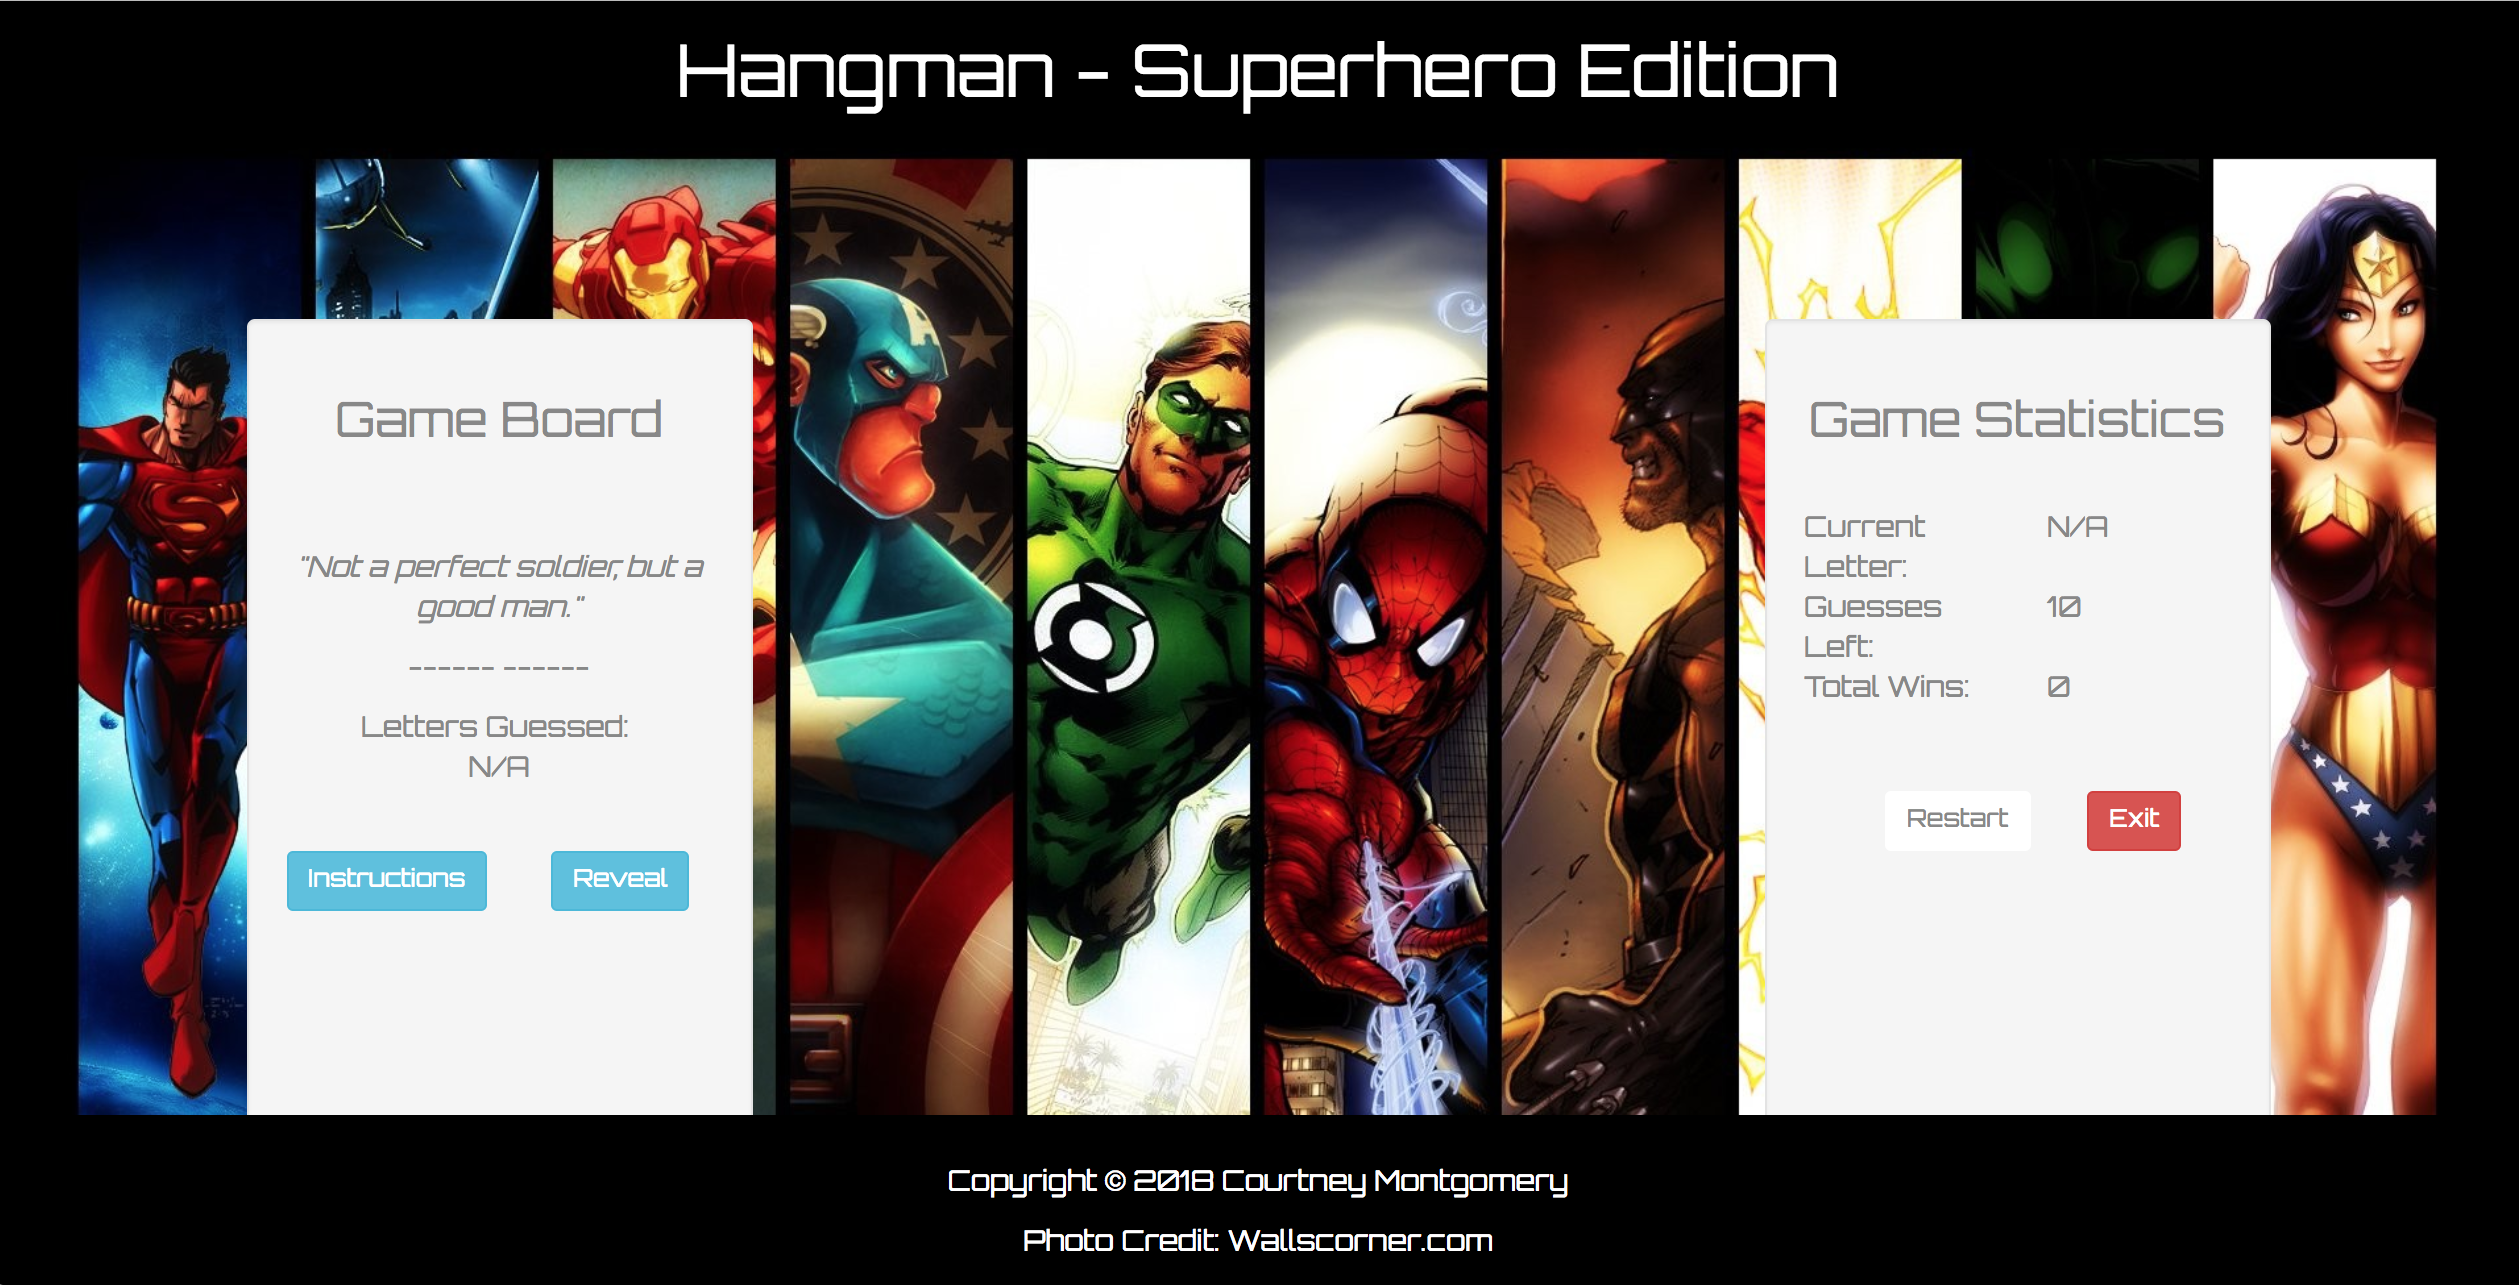 Hangman - Superhero Edition
Game Board
"Not a perfect soldier, but a
good man."
------ ------
Letters Guessed:
N/A
Instructions
Reveal
Game Statistics
Current Letter: N/A
Guesses Left: 10
Total Wins: 0
Restart
Exit
Copyright © 2018 Courtney Montgomery
Photo Credit: Wallscorner.com